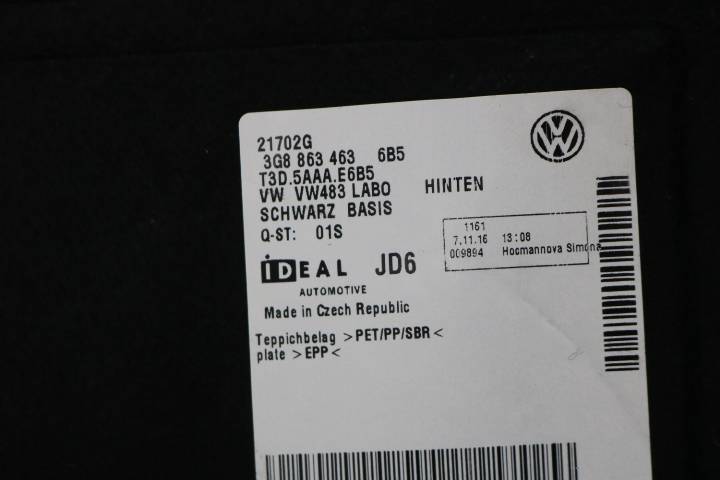 21702G
3G8 863 463 6B5
T3D.5AAA.E6B5
VW VW483 LABO HINTEN
SCHWARZ BASIS
Q-ST: 01S
1161
7.11.16 13:08
009894 Hocmannova Simona
iDEAL JD6
AUTOMOTIVE
Made in Czech Republic
Teppichbelag >PET/PP/SBR<
plate >EPP<